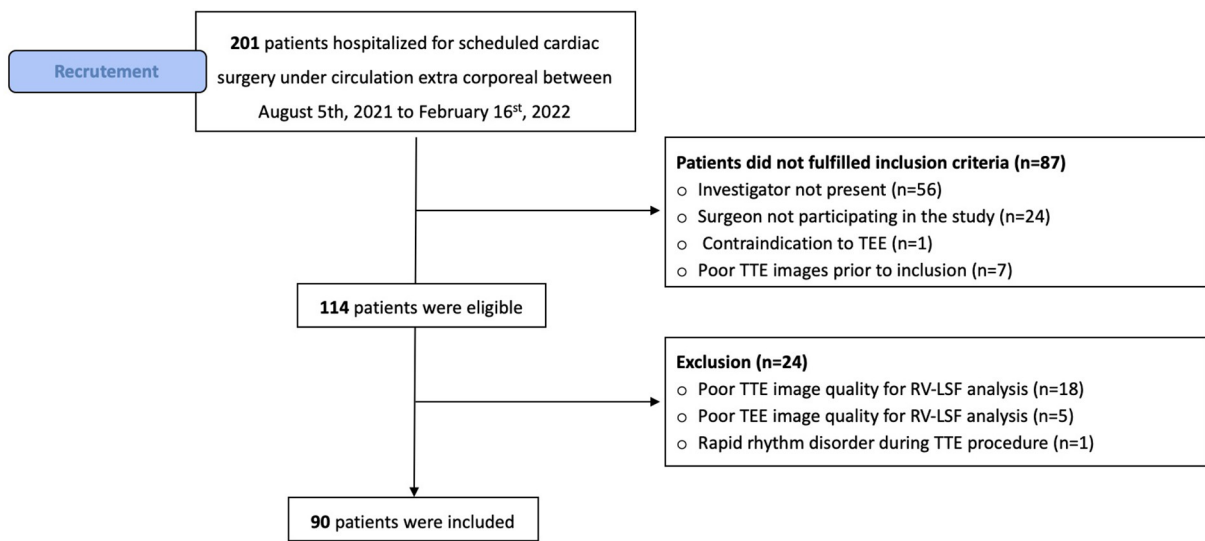 Recrutement
201 patients hospitalized for scheduled cardiac
surgery under circulation extra corporeal between
August 5th, 2021 to February 16st, 2022
Patients did not fulfilled inclusion criteria (n=87)
○ Investigator not present (n=56)
○ Surgeon not participating in the study (n=24)
○ Contraindication to TEE (n=1)
○ Poor TTE images prior to inclusion (n=7)
114 patients were eligible
Exclusion (n=24)
○ Poor TTE image quality for RV-LSF analysis (n=18)
○ Poor TEE image quality for RV-LSF analysis (n=5)
○ Rapid rhythm disorder during TTE procedure (n=1)
90 patients were included